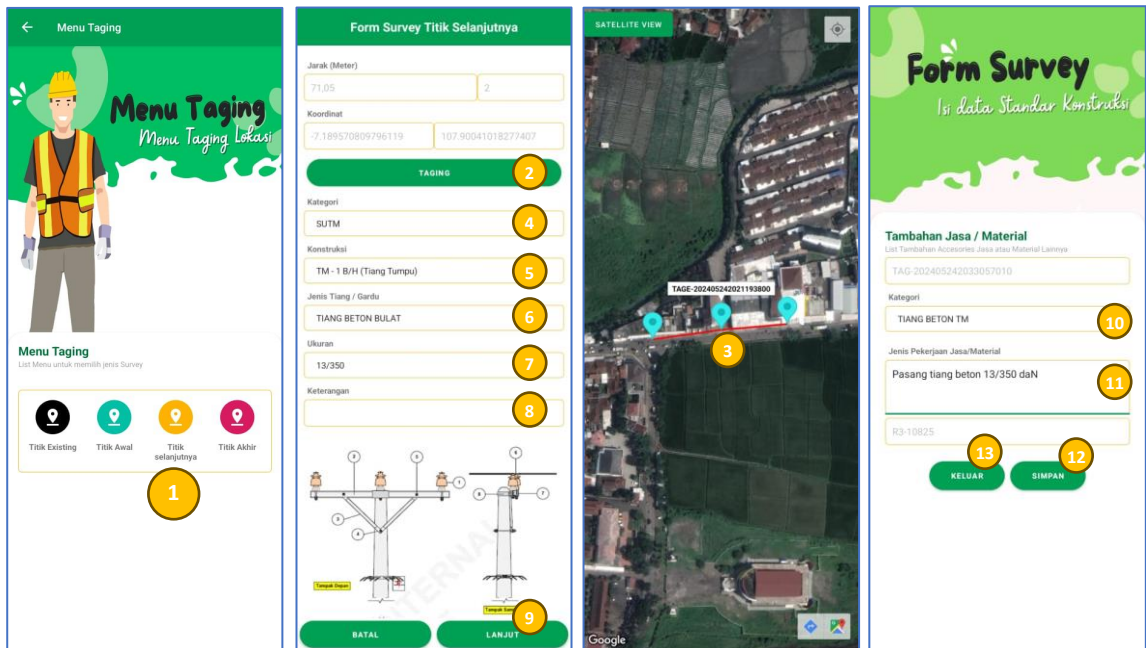 Menu Taging
Menu Taging
Menu Taging Lokasi
Menu Taging
List Menu untuk memilih jenis Survey
Titik Existing
Titik Awal
Titik selanjutnya
Titik Akhir
1
Form Survey Titik Selanjutnya
Jarak (Meter)
71,05
2
Koordinat
-7.189570809796119
107.90041018277407
TAGING
2
Kategori
SUTM
4
Konstruksi
TM - 1 B/H (Tiang Tumpu)
5
Jenis Tiang / Gardu
TIANG BETON BULAT
6
Ukuran
13/350
7
Keterangan
8
Tampak Depan
INTERNAL
9
BATAL
LANJUT
SATELLITE VIEW
TAGE-202405242021193800
3
Google
Form Survey
Isi data Standar Konstruksi
Tambahan Jasa / Material
List Tambahan Accesories Jasa atau Material Lainnya
TAG-202405242033057010
Kategori
TIANG BETON TM
10
Jenis Pekerjaan Jasa/Material
Pasang tiang beton 13/350 daN
11
R3-10825
13
12
KELUAR
SIMPAN